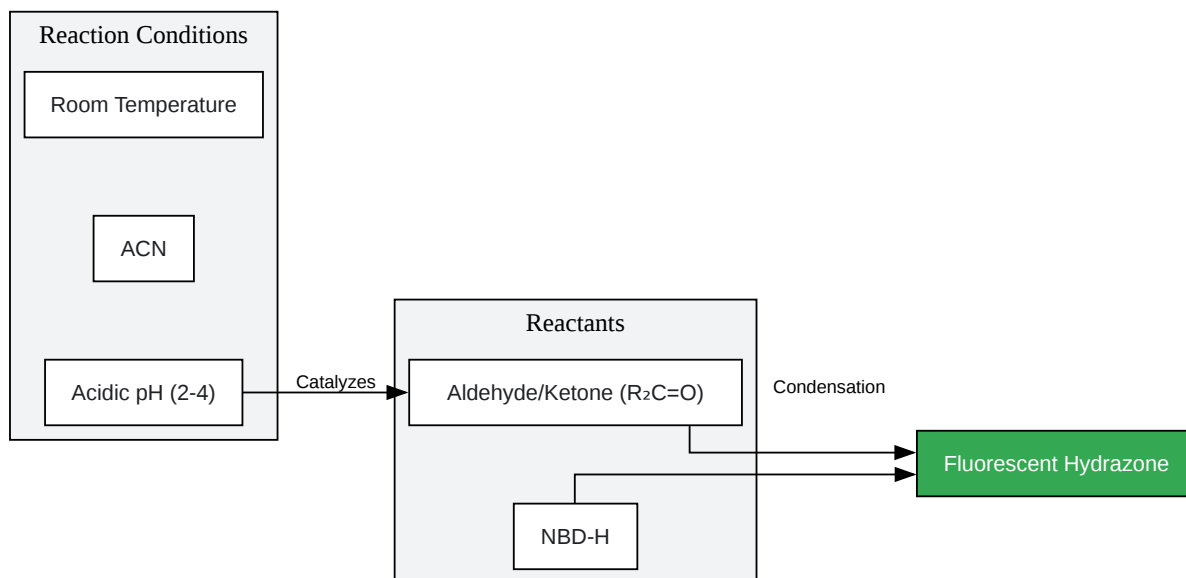 Reaction Conditions
Room Temperature
ACN
Acidic pH (2-4)
Catalyzes
Reactants
Aldehyde/Ketone (R₂C=O)
NBD-H
Condensation
Fluorescent Hydrazone